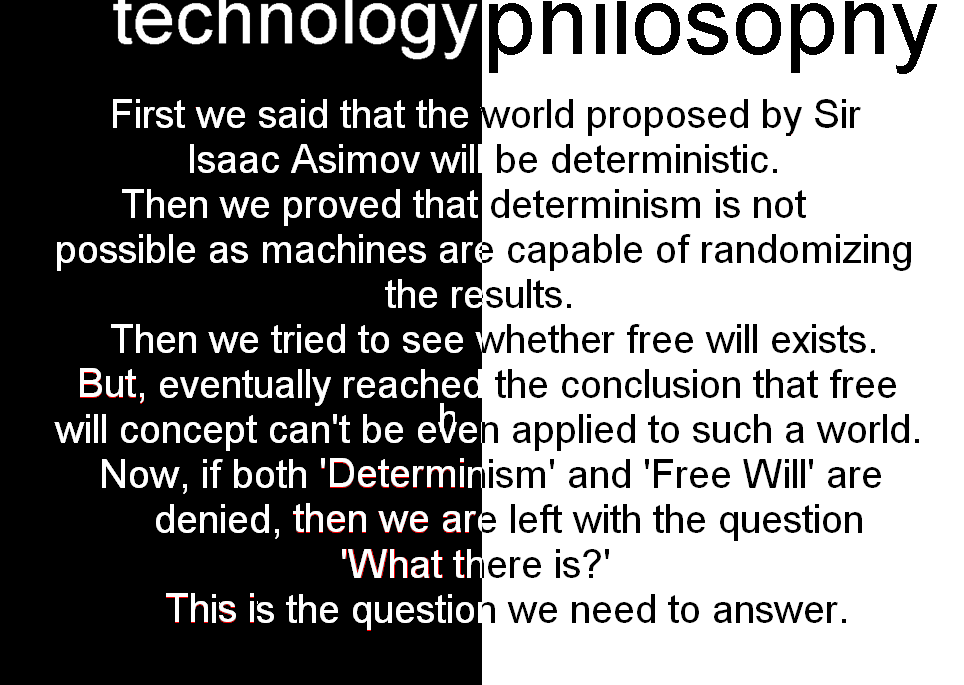 technologyphilosophy
First we said that the world proposed by Sir
Isaac Asimov will be deterministic.
Then we proved that determinism is not
possible as machines are capable of randomizing
the results.
Then we tried to see whether free will exists.
But, eventually reached the conclusion that free
h
will concept can't be even applied to such a world.
Now, if both 'Determinism' and 'Free Will' are
denied, then we are left with the question
'What there is?'
This is the question we need to answer.